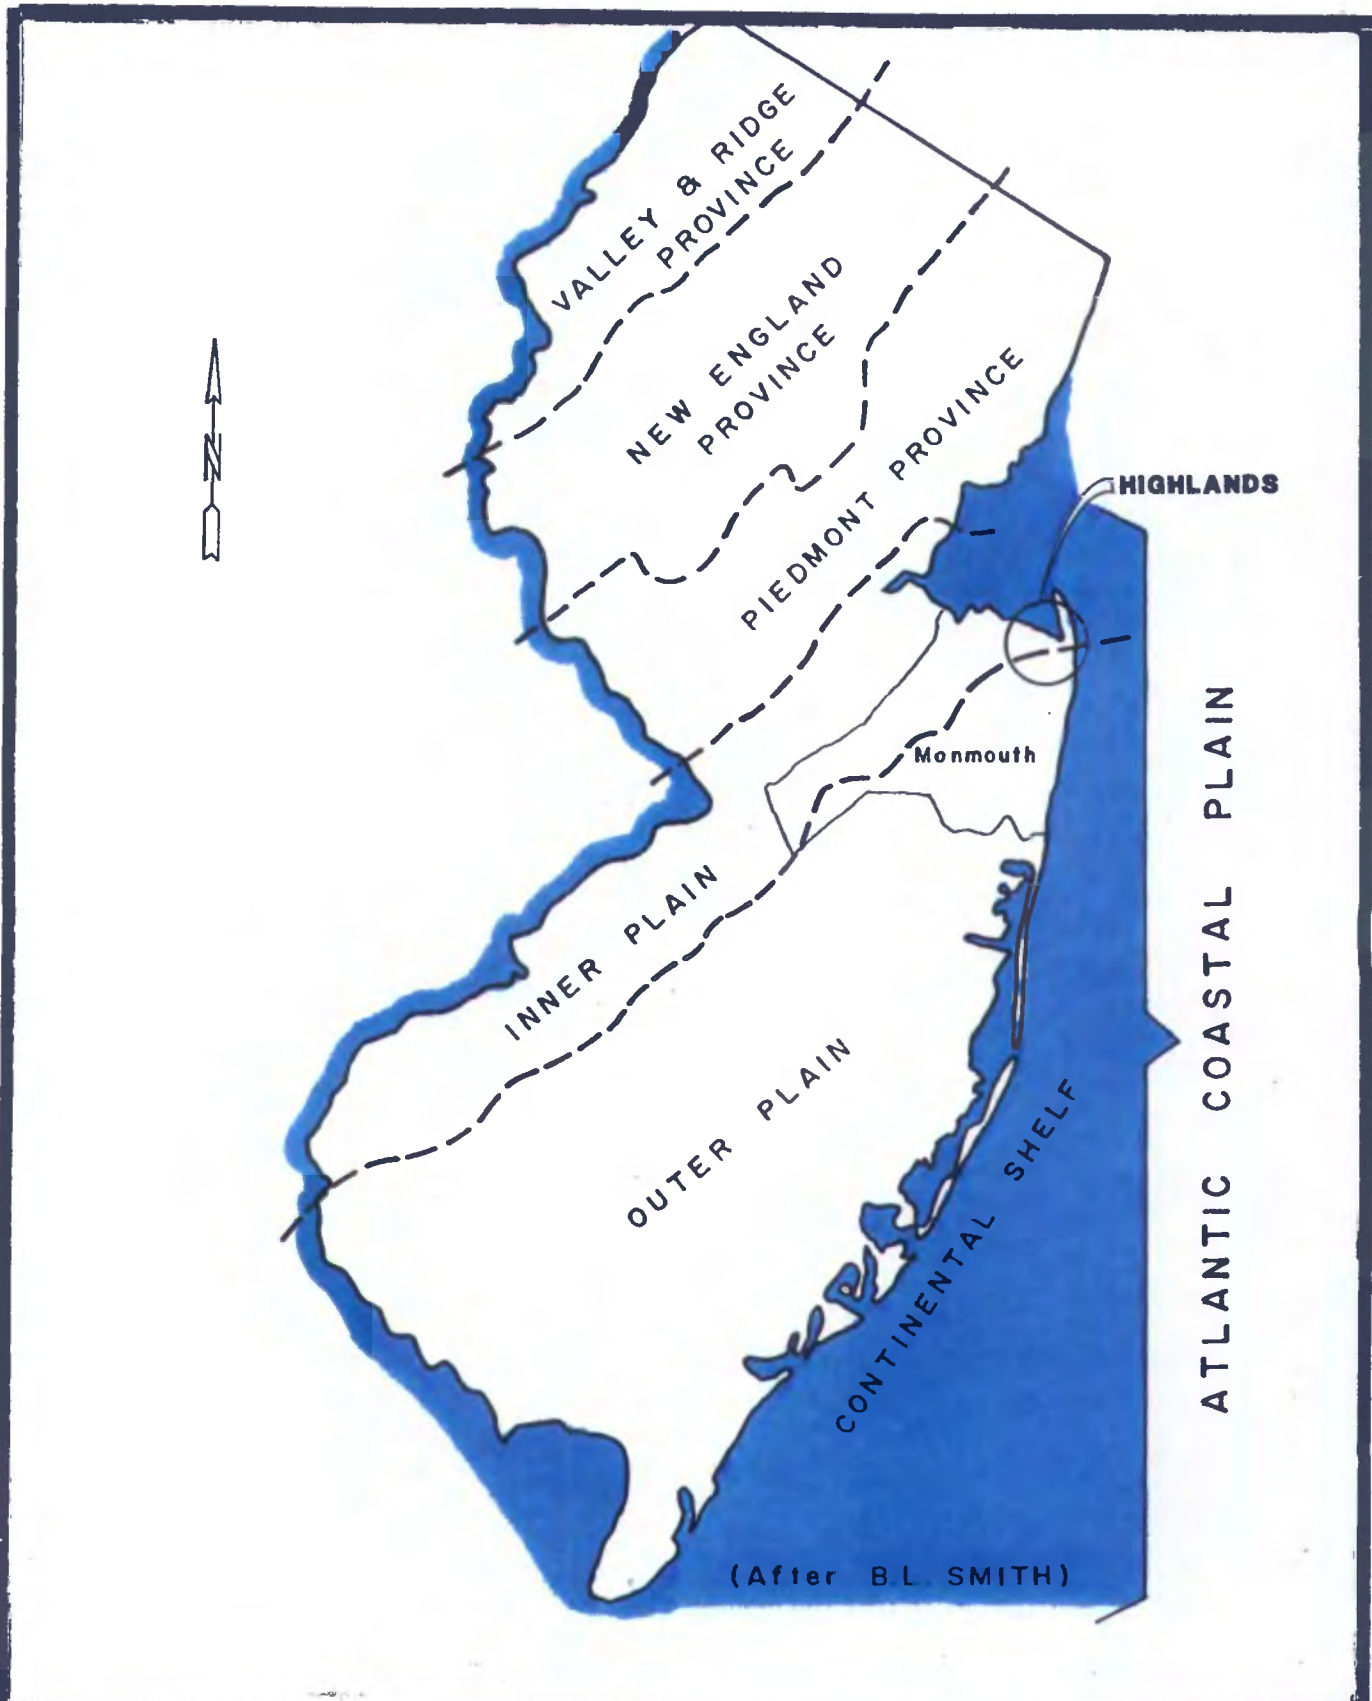 VALLEY & RIDGE
PROVINCE
NEW ENGLAND
PROVINCE
PIEDMONT PROVINCE
HIGHLANDS
N
Monmouth
INNER PLAIN
OUTER PLAIN
CONTINENTAL SHELF
ATLANTIC COASTAL PLAIN
(After B.L. SMITH)